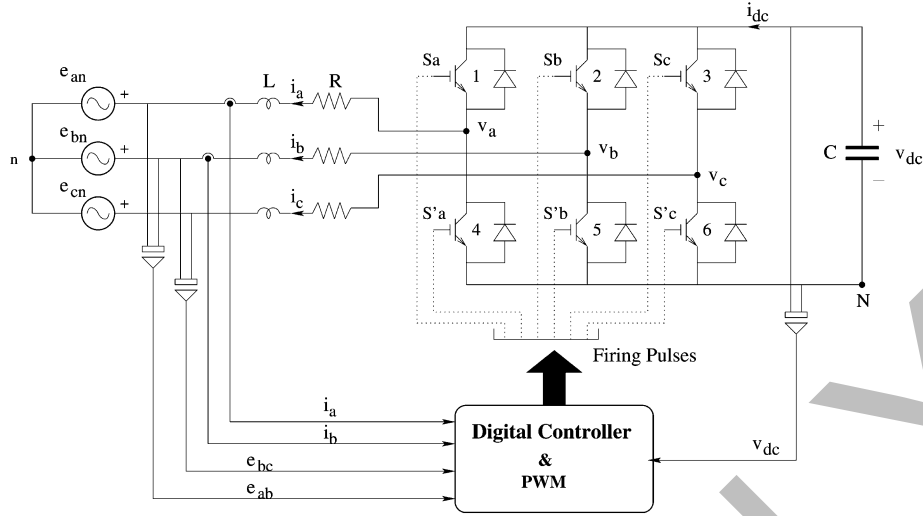 i_dc
Sa
1
Sb
2
Sc
3
e_an
+
L
i_a
R
v_a
e_bn
+
n
i_b
v_b
C
+
v_dc
−
e_cn
+
i_c
v_c
S'a
4
S'b
5
S'c
6
N
Firing Pulses
i_a
i_b
e_bc
e_ab
Digital Controller
&
PWM
v_dc